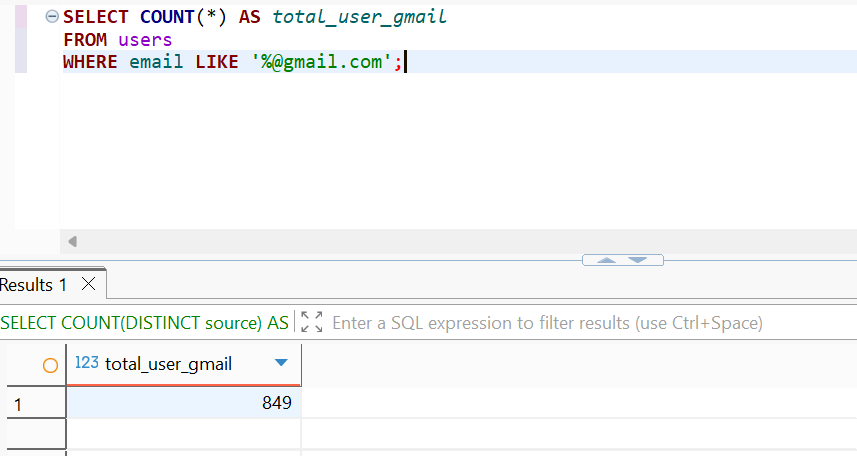 SELECT COUNT(*) AS total_user_gmail
FROM users
WHERE email LIKE '%@gmail.com';
Results 1
SELECT COUNT(DISTINCT source) AS
Enter a SQL expression to filter results (use Ctrl+Space)
123 total_user_gmail
1 849